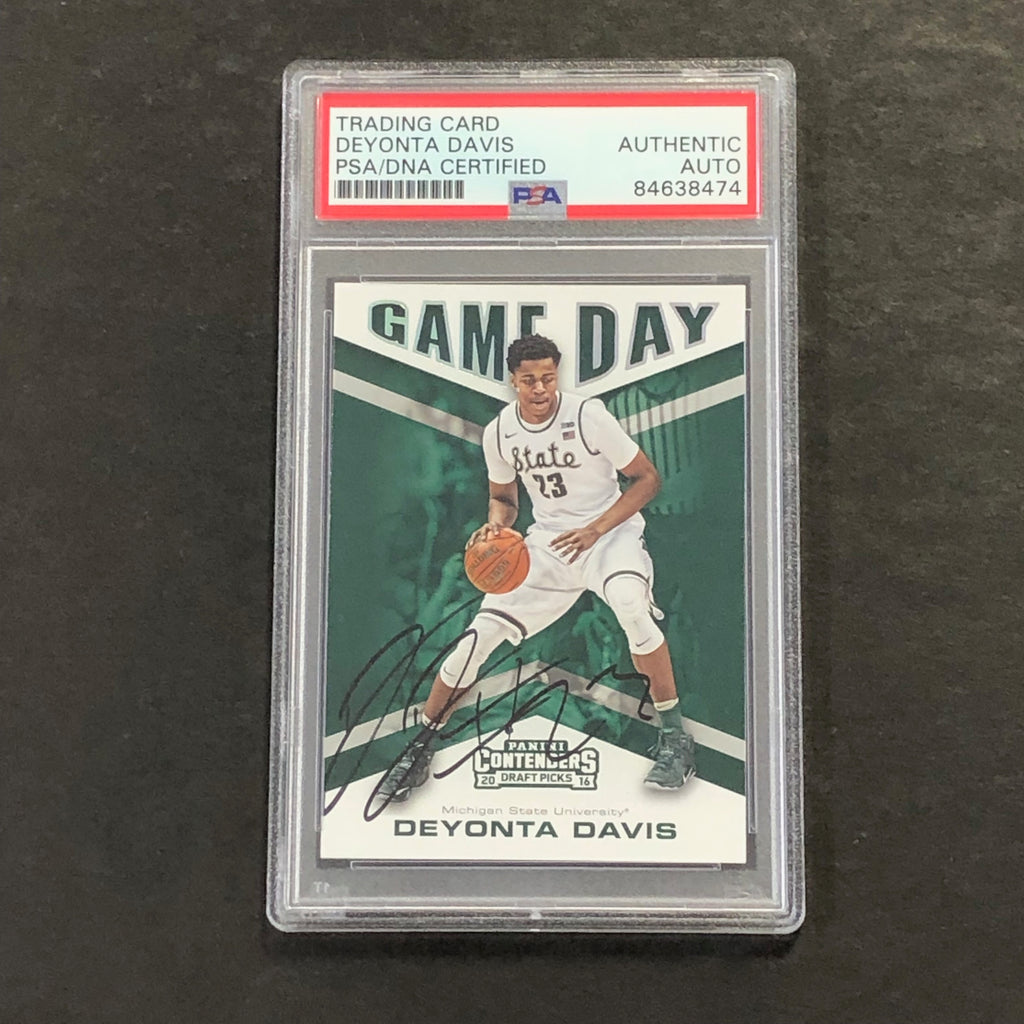 TRADING CARD
DEYONTA DAVIS
PSA/DNA CERTIFIED
AUTHENTIC
AUTO
84638474
PSA
GAME DAY
State
23
SPALDING
PANINI
CONTENDERS
20 DRAFT PICKS 16
Michigan State University®
DEYONTA DAVIS